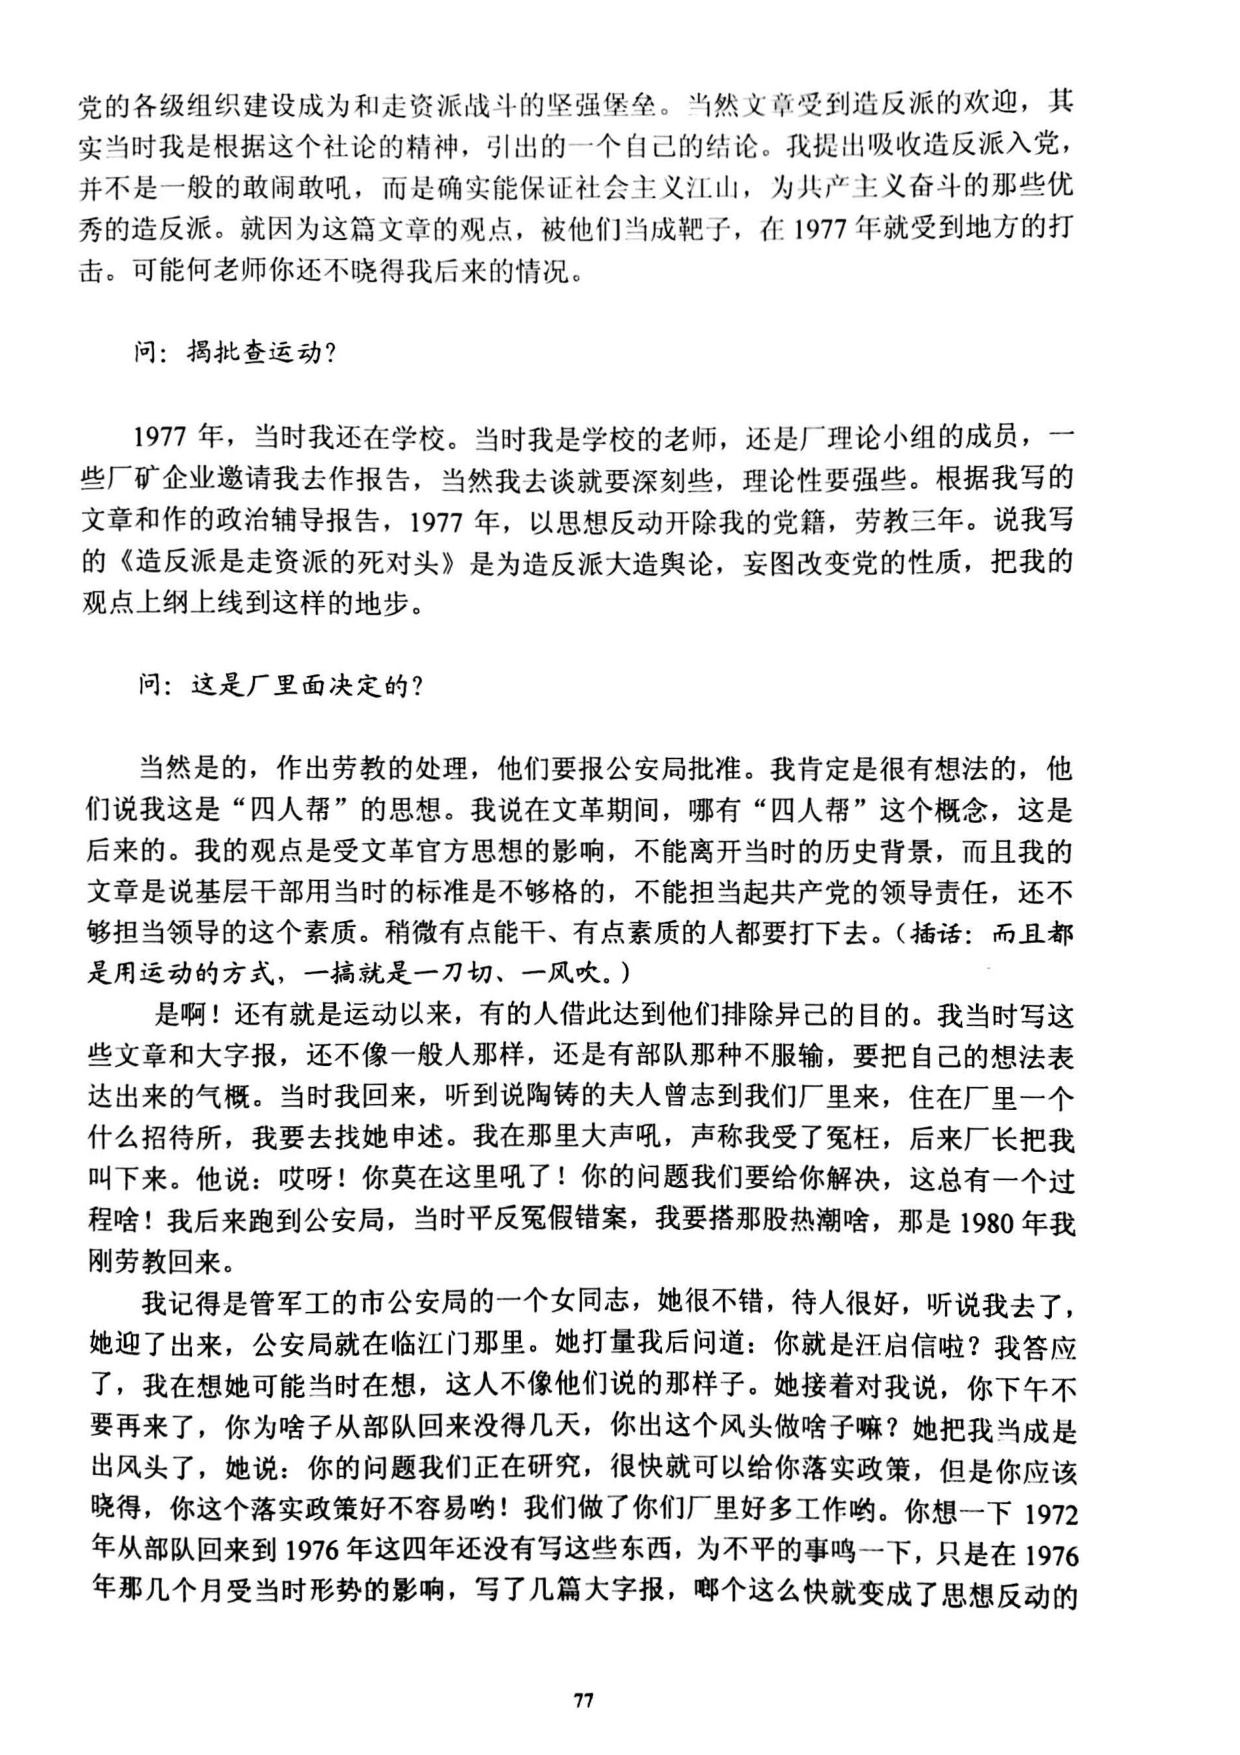 党的各级组织建设成为和走资派战斗的坚强堡垒。当然文章受到造反派的欢迎，其
实当时我是根据这个社论的精神，引出的一个自己的结论。我提出吸收造反派入党，
并不是一般的敢闹敢吼，而是确实能保证社会主义江山，为共产主义奋斗的那些优
秀的造反派。就因为这篇文章的观点，被他们当成靶子，在 1977 年就受到地方的打
击。可能何老师你还不晓得我后来的情况。
问：揭批查运动？
1977 年，当时我还在学校。当时我是学校的老师，还是厂理论小组的成员，一
些厂矿企业邀请我去作报告，当然我去谈就要深刻些，理论性要强些。根据我写的
文章和作的政治辅导报告，1977 年，以思想反动开除我的党籍，劳教三年。说我写
的《造反派是走资派的死对头》是为造反派大造舆论，妄图改变党的性质，把我的
观点上纲上线到这样的地步。
问：这是厂里面决定的？
当然是的，作出劳教的处理，他们要报公安局批准。我肯定是很有想法的，他
们说我这是“四人帮”的思想。我说在文革期间，哪有“四人帮”这个概念，这是
后来的。我的观点是受文革官方思想的影响，不能离开当时的历史背景，而且我的
文章是说基层干部用当时的标准是不够格的，不能担当起共产党的领导责任，还不
够担当领导的这个素质。稍微有点能干、有点素质的人都要打下去。（插话：而且都
是用运动的方式，一搞就是一刀切、一风吹。）
是啊！还有就是运动以来，有的人借此达到他们排除异己的目的。我当时写这
些文章和大字报，还不像一般人那样，还是有部队那种不服输，要把自己的想法表
达出来的气概。当时我回来，听到说陶铸的夫人曾志到我们厂里来，住在厂里一个
什么招待所，我要去找她申述。我在那里大声吼，声称我受了冤枉，后来厂长把我
叫下来。他说：哎呀！你莫在这里吼了！你的问题我们要给你解决，这总有一个过
程啥！我后来跑到公安局，当时平反冤假错案，我要搭那股热潮啥，那是 1980 年我
刚劳教回来。
我记得是管军工的市公安局的一个女同志，她很不错，待人很好，听说我去了，
她迎了出来，公安局就在临江门那里。她打量我后问道：你就是汪启信啦？我答应
了，我在想她可能当时在想，这人不像他们说的那样子。她接着对我说，你下午不
要再来了，你为啥子从部队回来没得几天，你出这个风头做啥子嘛？她把我当成是
出风头了，她说：你的问题我们正在研究，很快就可以给你落实政策，但是你应该
晓得，你这个落实政策好不容易哟！我们做了你们厂里好多工作哟。你想一下 1972
年从部队回来到 1976 年这四年还没有写这些东西，为不平的事鸣一下，只是在 1976
年那几个月受当时形势的影响，写了几篇大字报，啷个这么快就变成了思想反动的
77